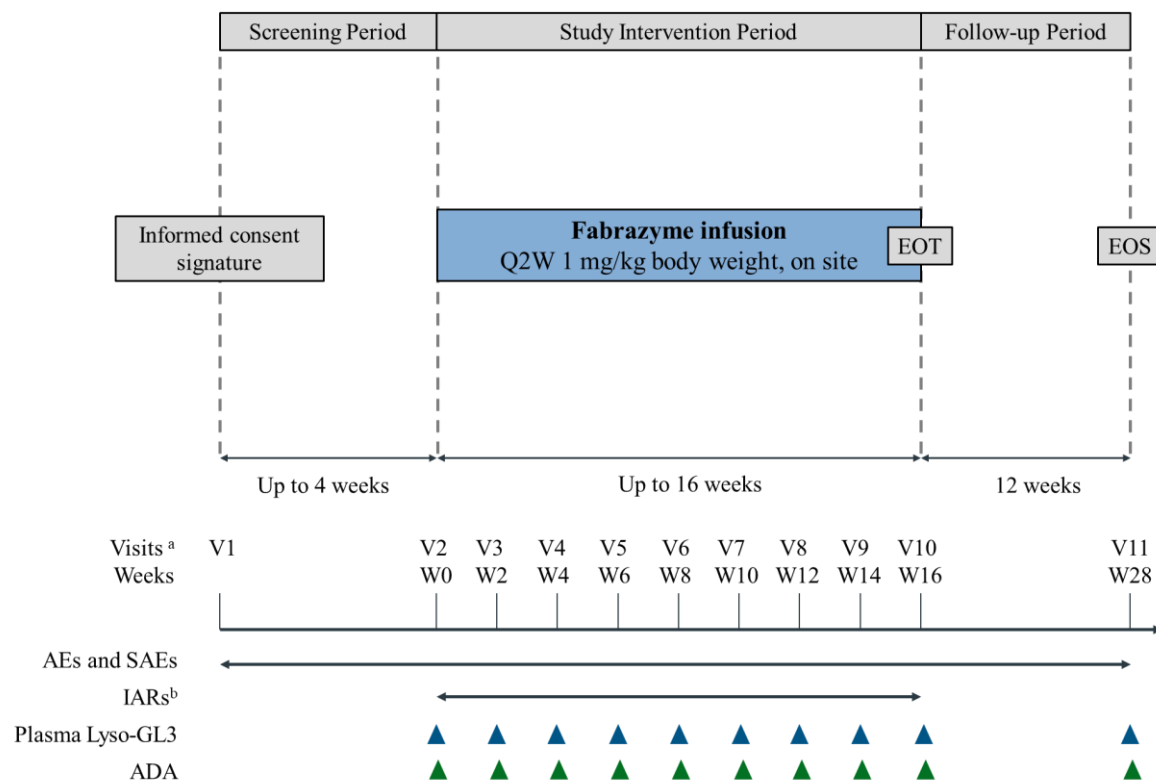 Screening Period Study Intervention Period Follow-up Period
Informed consent
signature
Fabrazyme infusion
Q2W 1 mg/kg body weight, on site
EOT
EOS
Up to 4 weeks Up to 16 weeks 12 weeks
Visits a V1 V2 V3 V4 V5 V6 V7 V8 V9 V10 V11
Weeks W0 W2 W4 W6 W8 W10 W12 W14 W16 W28
AEs and SAEs
IARsb
Plasma Lyso-GL3
ADA